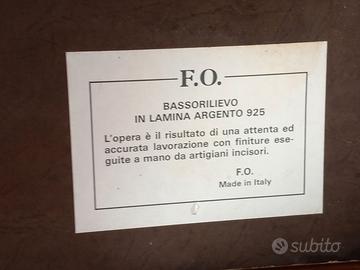 F.O.
BASSORILIEVO
IN LAMINA ARGENTO 925
L'opera è il risultato di una attenta ed
accurata lavorazione con finiture ese-
guite a mano da artigiani incisori.
F.O.
Made in Italy
subito